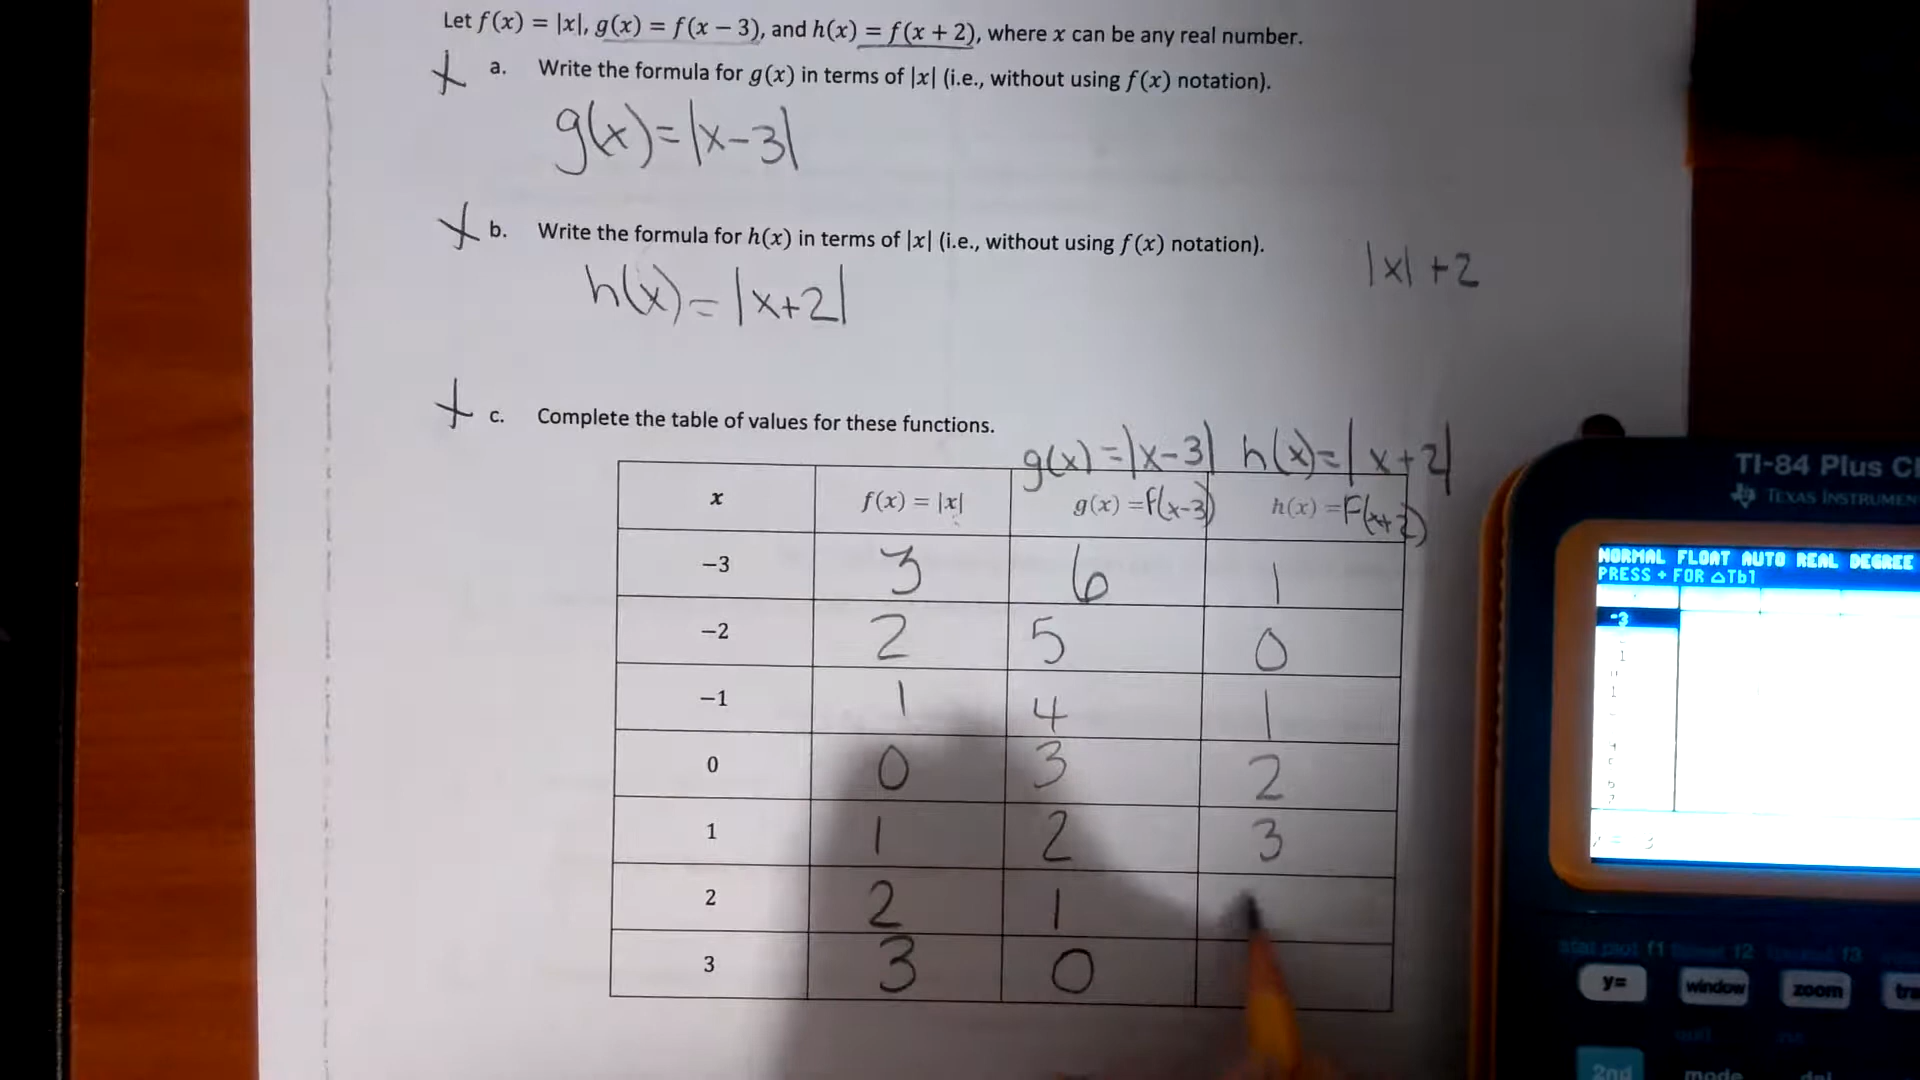 Let f(x) = |x|, g(x) = f(x − 3), and h(x) = f(x + 2), where x can be any real number.
a. Write the formula for g(x) in terms of |x| (i.e., without using f(x) notation).
g(x)=|x-3|
b. Write the formula for h(x) in terms of |x| (i.e., without using f(x) notation).
|x| +2
h(x)= |x+2|
c. Complete the table of values for these functions.
g(x)=|x-3| h(x)=|x+2|
x f(x) = |x| g(x) =F(x-3) h(x) =F(x+2)
−3 3 6 1
−2 2 5 0
−1 1 4 1
0 0 3 2
1 1 2 3
2 2 1
3 3 0
TI-84 Plus C
TEXAS INSTRUMEN
NORMAL FLOAT AUTO REAL DEGREE
PRESS + FOR △Tbl
-3
y= window zoom tra
2nd mode del